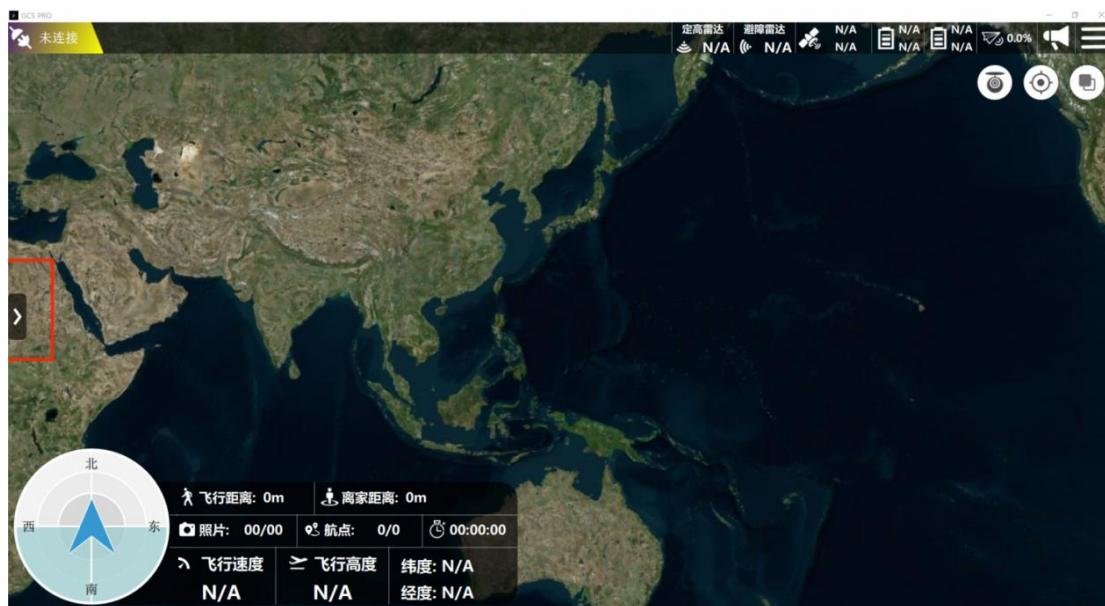 GCS PRO
未连接
定高雷达
N/A
避障雷达
N/A
N/A
N/A
N/A
N/A
N/A
N/A
0.0%
北
西
东
南
飞行距离: 0m
离家距离: 0m
照片: 00/00
航点: 0/0
00:00:00
飞行速度
N/A
飞行高度
N/A
纬度: N/A
经度: N/A